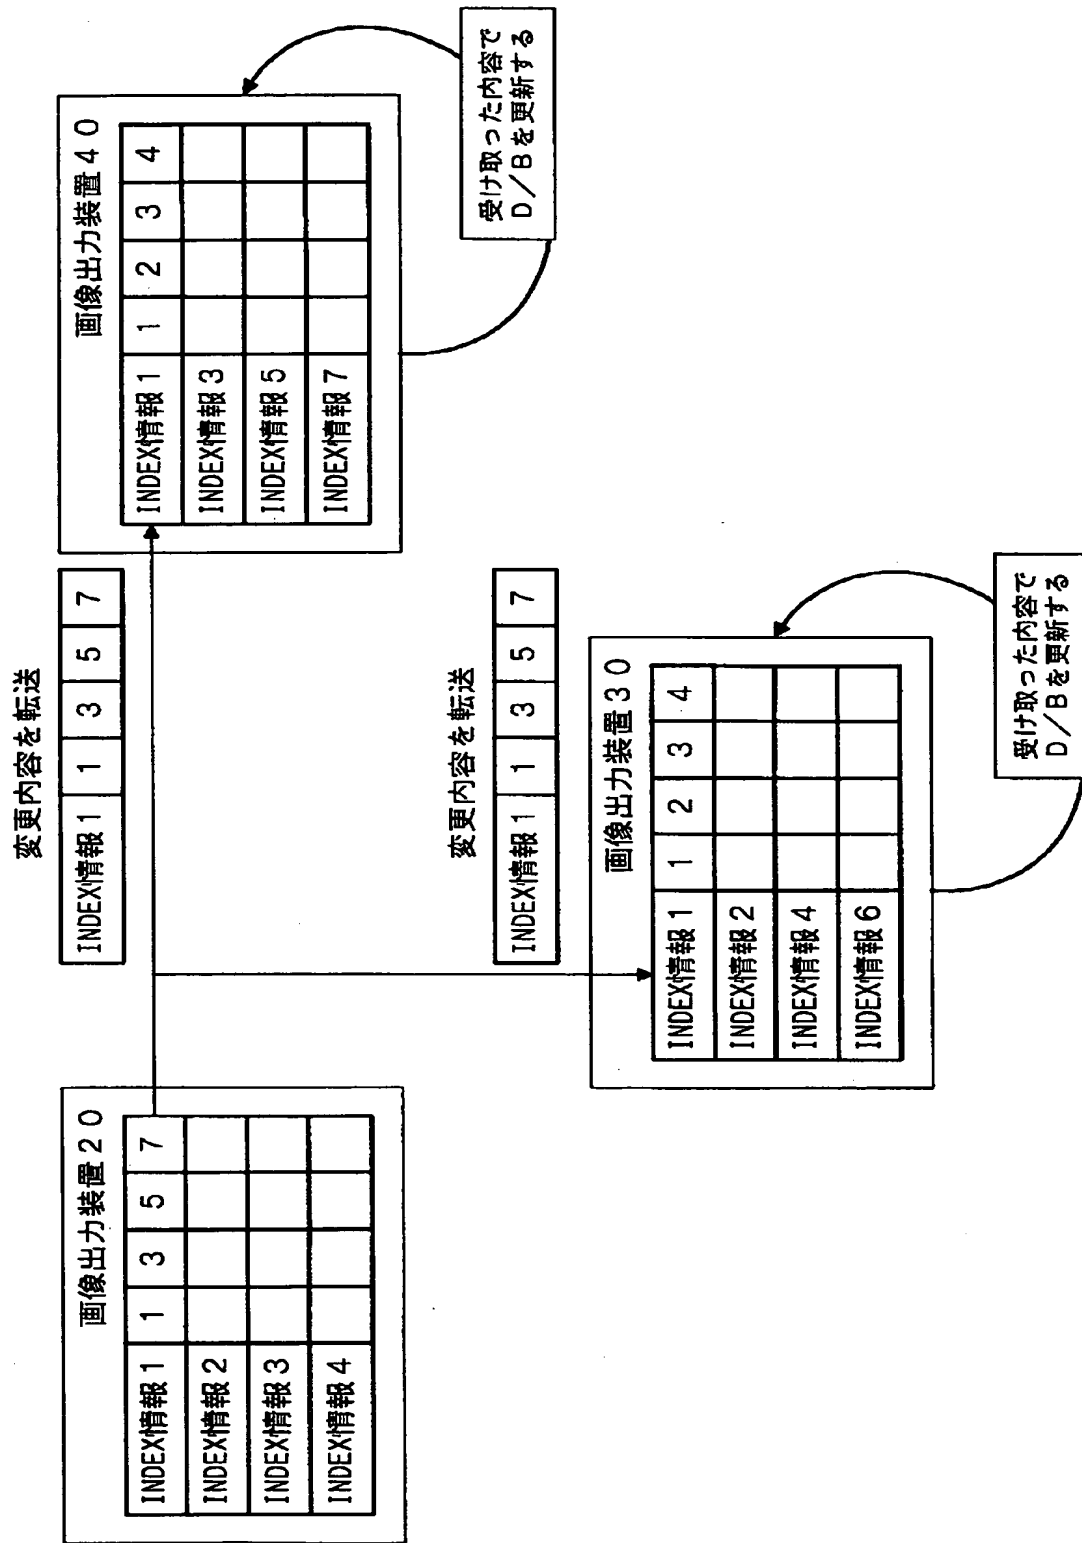 画像出力装置20
INDEX情報1 1 3 5 7
INDEX情報2
INDEX情報3
INDEX情報4
変更内容を転送
INDEX情報1 1 3 5 7
画像出力装置40
INDEX情報1 1 2 3 4
INDEX情報3
INDEX情報5
INDEX情報7
受け取った内容で
D/Bを更新する
変更内容を転送
INDEX情報1 1 3 5 7
画像出力装置30
INDEX情報1 1 2 3 4
INDEX情報2
INDEX情報4
INDEX情報6
受け取った内容で
D/Bを更新する